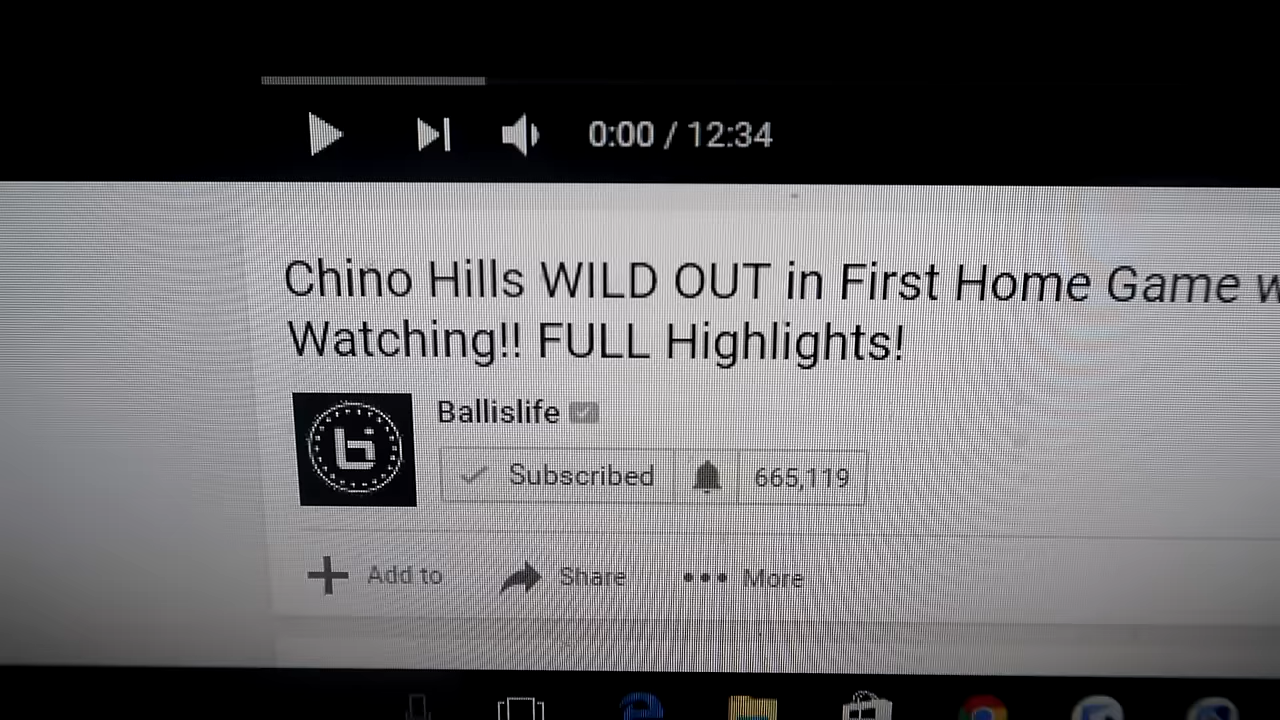 0:00 / 12:34
Chino Hills WILD OUT in First Home Game w
Watching!! FULL Highlights!
Ballislife
Subscribed 665,119
Add to Share More